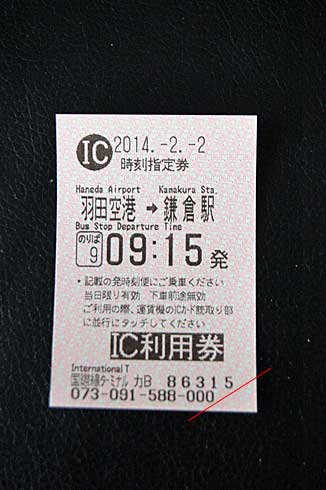 IC 2014.-2.-2
時刻指定券
Haneda Airport Kamakura Sta.
羽田空港 → 鎌倉駅
Bus Stop Departure Time
のりば 9 09:15 発
*記載の発時刻便にご乗車ください
当日限り有効 下車前途無効
ご利用の際、運賃機のICカード読取り部
に並行にタッチしてください
IC利用券
International T
国際線ターミナル カB 86315
073-091-588-000